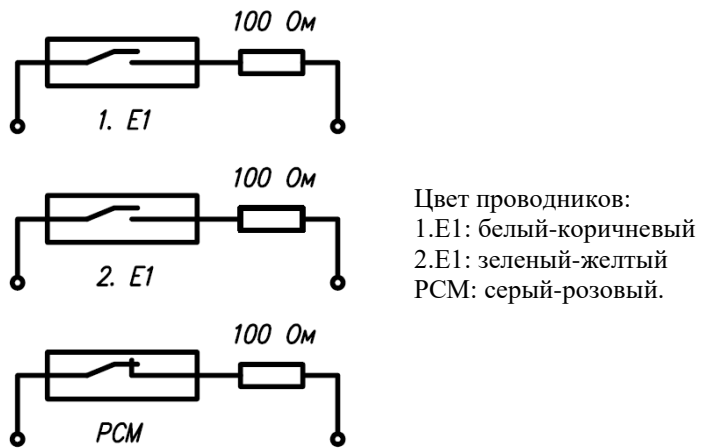 100 Ом
1. E1
100 Ом
2. E1
Цвет проводников:
1.E1: белый-коричневый
2.E1: зеленый-желтый
PCM: серый-розовый.
100 Ом
PCM